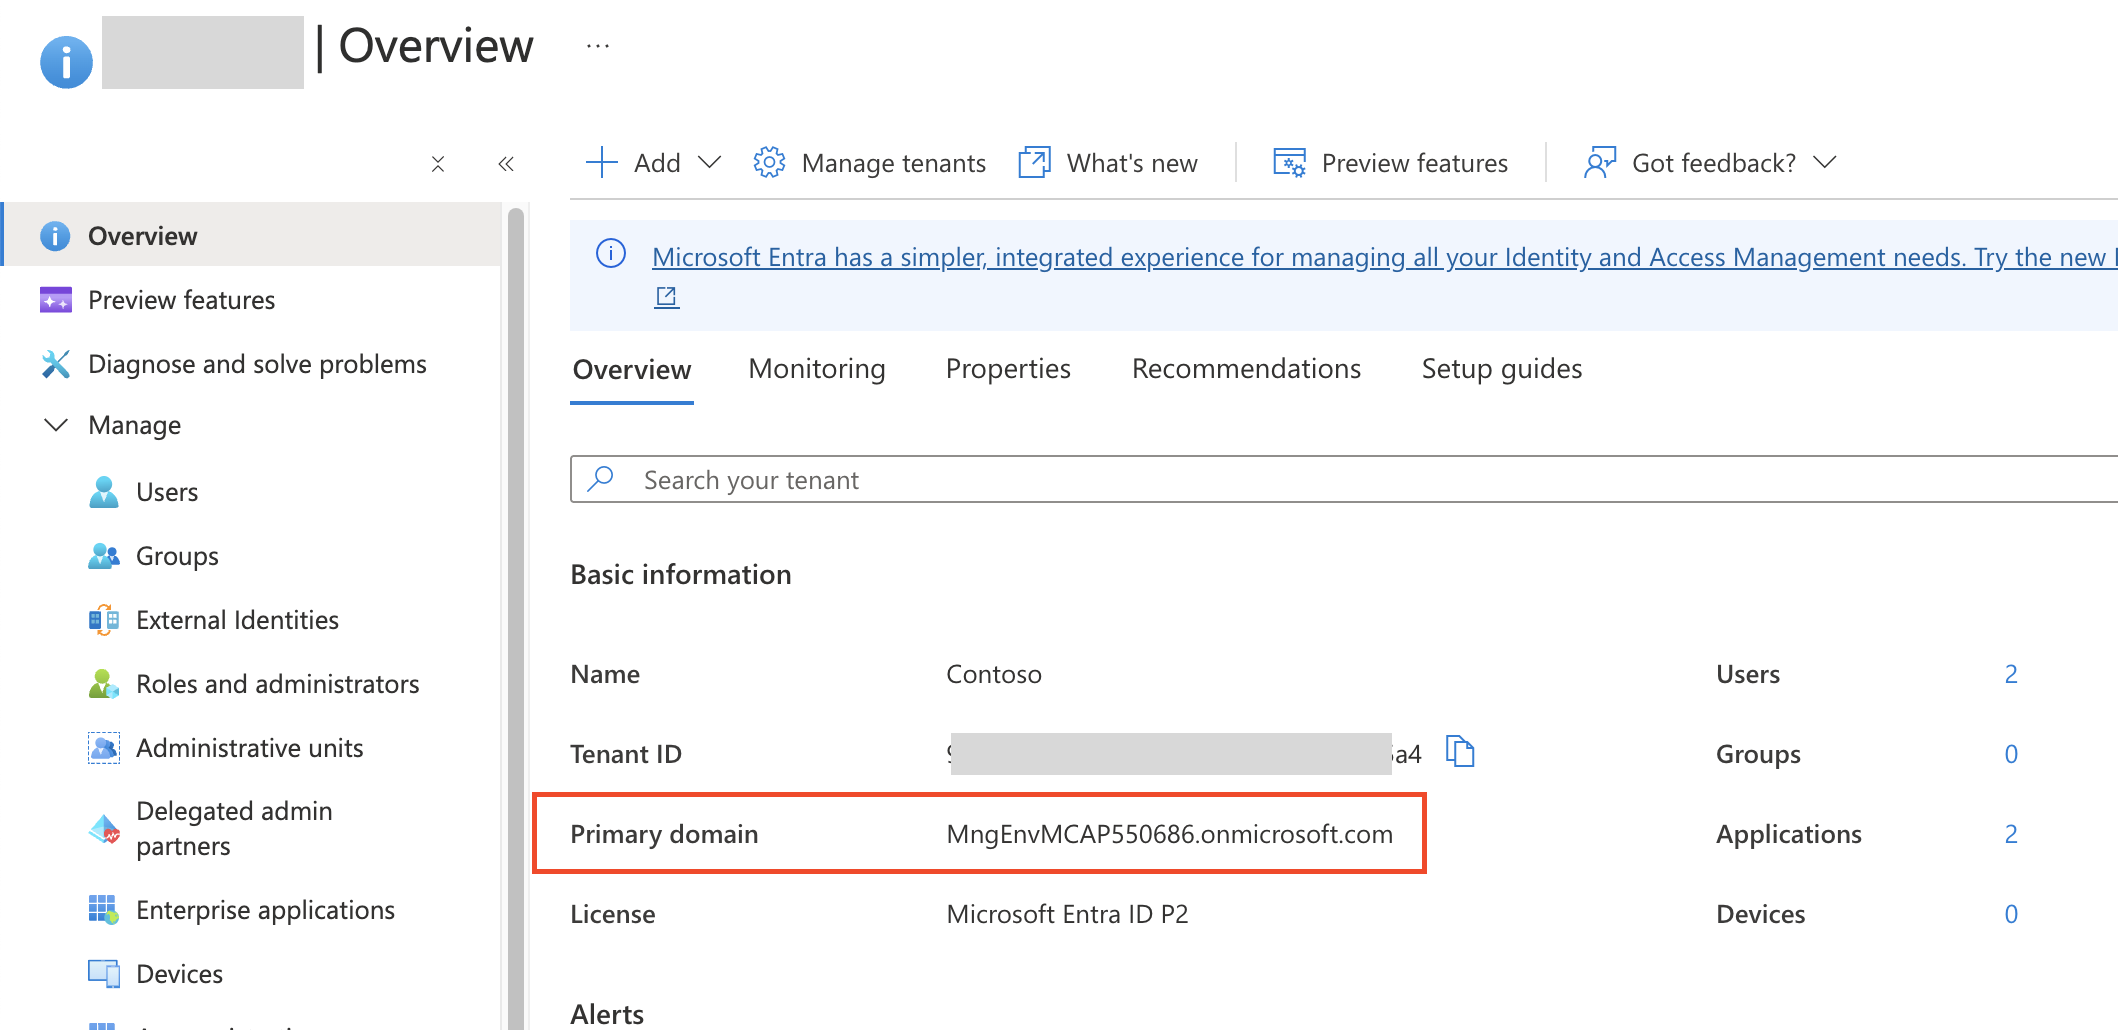 | Overview ...
Add
Manage tenants
What's new
Preview features
Got feedback?
Microsoft Entra has a simpler, integrated experience for managing all your Identity and Access Management needs. Try the new
Overview
Preview features
Diagnose and solve problems
Manage
Users
Groups
External Identities
Roles and administrators
Administrative units
Delegated admin
partners
Enterprise applications
Devices
Overview
Monitoring
Properties
Recommendations
Setup guides
Search your tenant
Basic information
Name Contoso
Tenant ID a4
Primary domain MngEnvMCAP550686.onmicrosoft.com
License Microsoft Entra ID P2
Users 2
Groups 0
Applications 2
Devices 0
Alerts